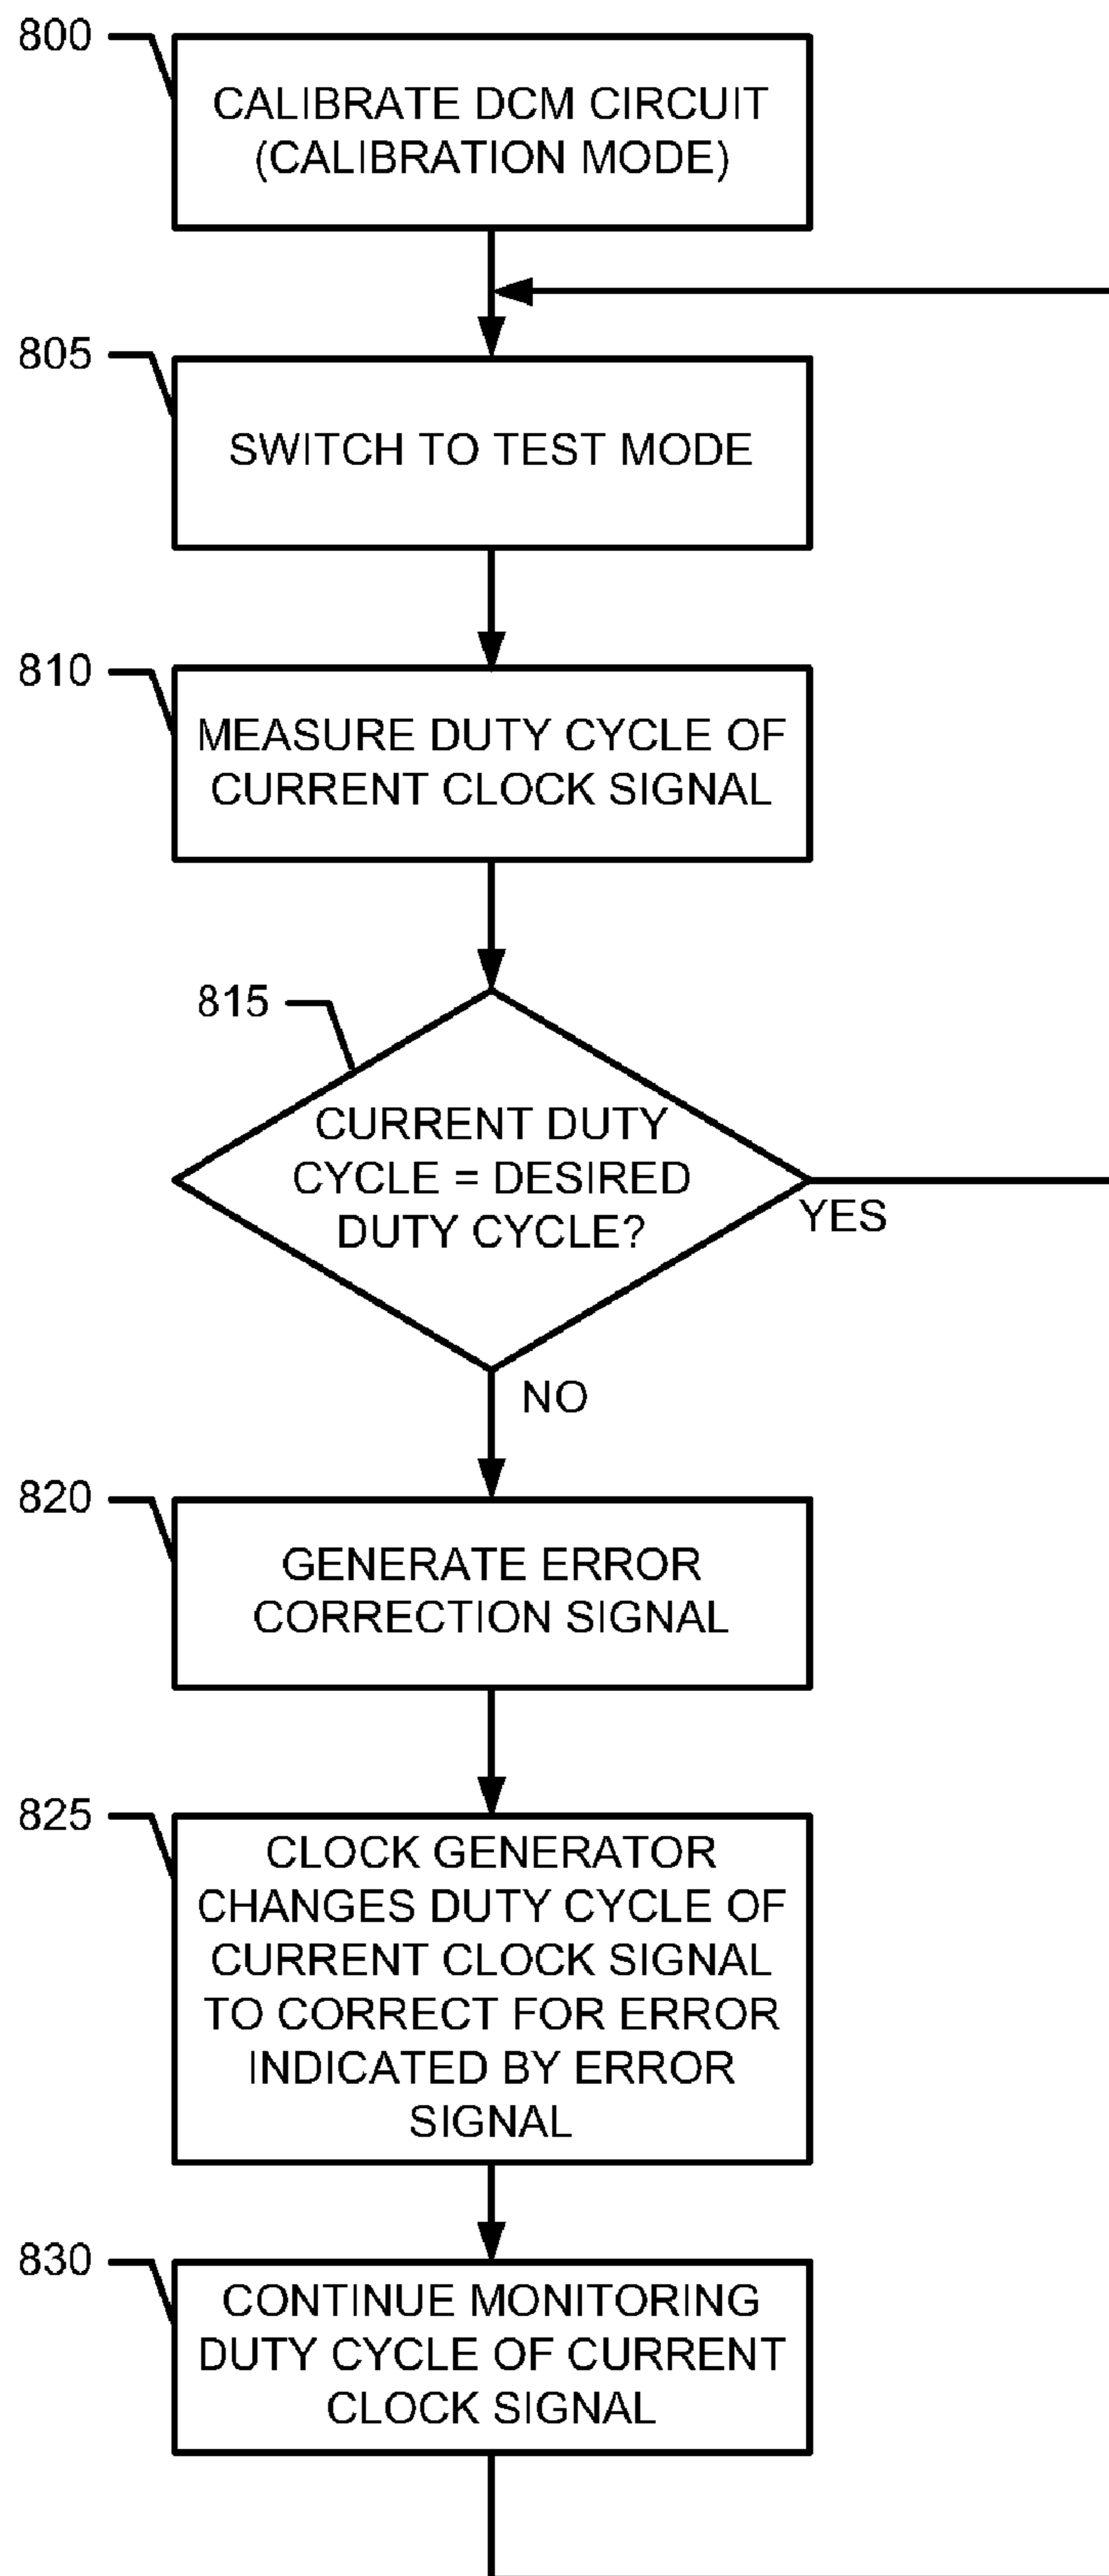 800
CALIBRATE DCM CIRCUIT
(CALIBRATION MODE)
805
SWITCH TO TEST MODE
810
MEASURE DUTY CYCLE OF
CURRENT CLOCK SIGNAL
815
CURRENT DUTY
CYCLE = DESIRED
DUTY CYCLE?
YES
NO
820
GENERATE ERROR
CORRECTION SIGNAL
825
CLOCK GENERATOR
CHANGES DUTY CYCLE OF
CURRENT CLOCK SIGNAL
TO CORRECT FOR ERROR
INDICATED BY ERROR
SIGNAL
830
CONTINUE MONITORING
DUTY CYCLE OF CURRENT
CLOCK SIGNAL